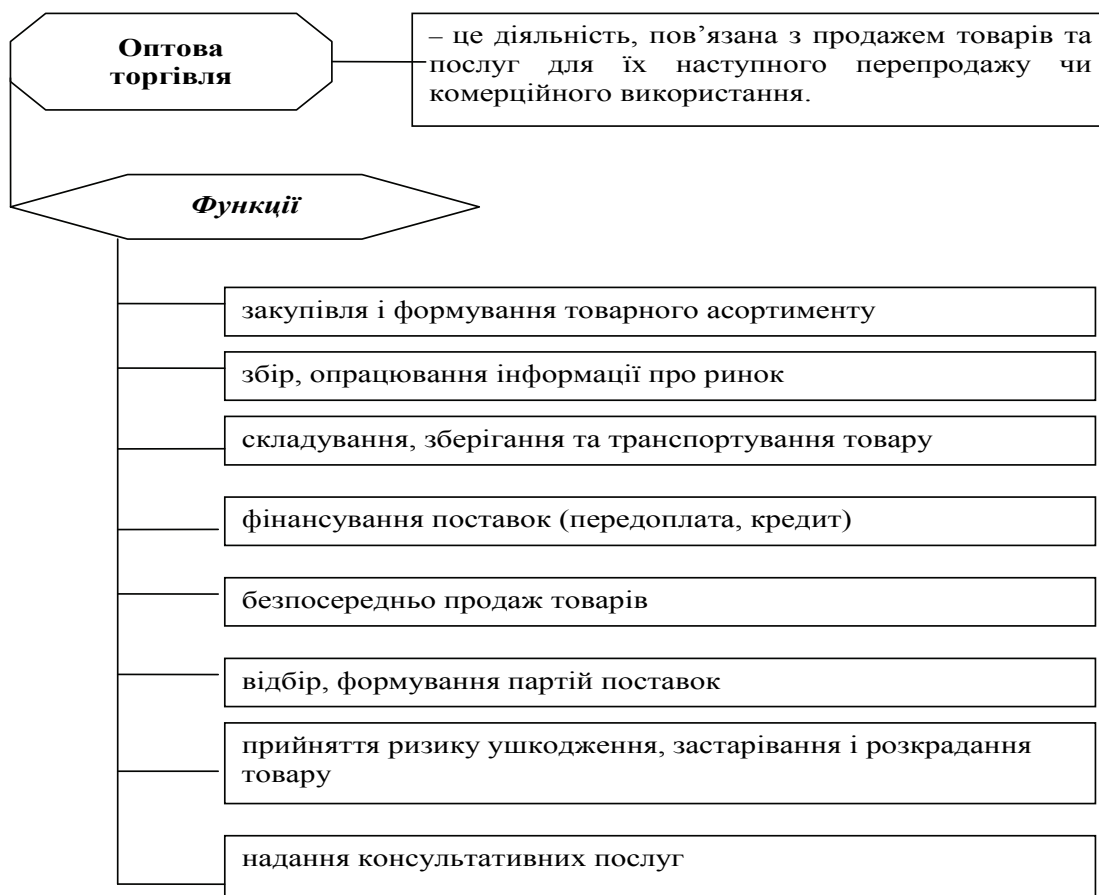 Оптова
торгівля
– це діяльність, пов’язана з продажем товарів та
послуг для їх наступного перепродажу чи
комерційного використання.
Функції
закупівля і формування товарного асортименту
збір, опрацювання інформації про ринок
складування, зберігання та транспортування товару
фінансування поставок (передоплата, кредит)
безпосередньо продаж товарів
відбір, формування партій поставок
прийняття ризику ушкодження, застарівання і розкрадання
товару
надання консультативних послуг